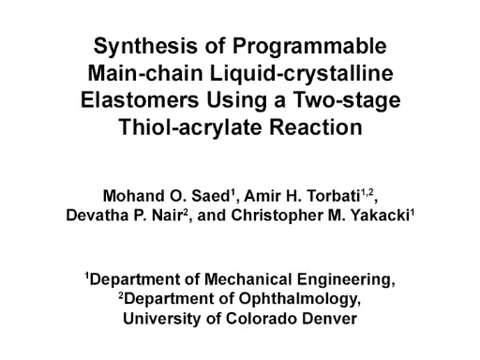 Synthesis of Programmable
Main-chain Liquid-crystalline
Elastomers Using a Two-stage
Thiol-acrylate Reaction
Mohand O. Saed¹, Amir H. Torbati¹,²,
Devatha P. Nair², and Christopher M. Yakacki¹
¹Department of Mechanical Engineering,
²Department of Ophthalmology,
University of Colorado Denver